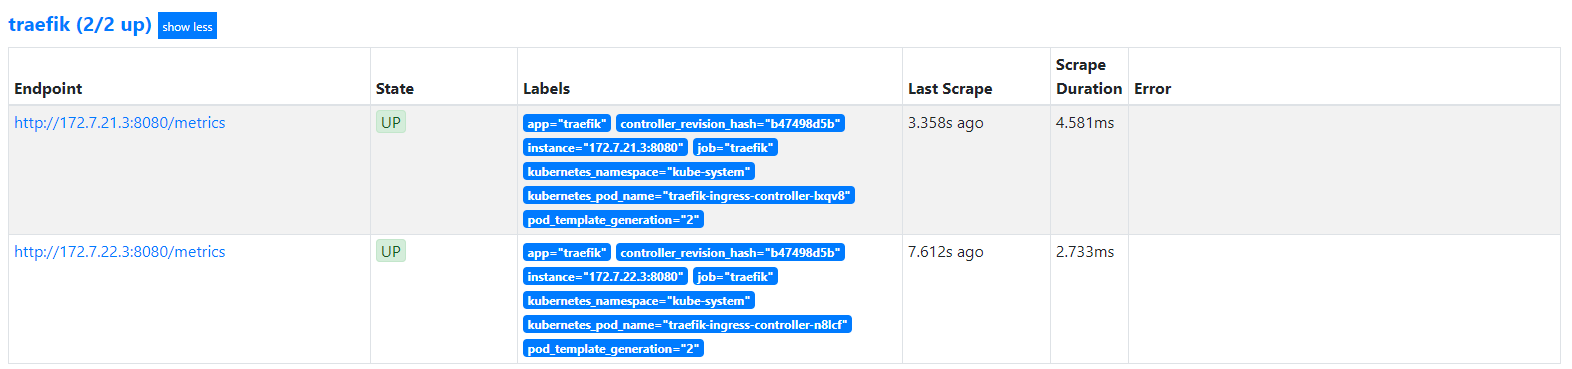 traefik (2/2 up) show less
Endpoint State Labels Last Scrape Scrape Duration Error
http://172.7.21.3:8080/metrics UP app="traefik" controller_revision_hash="b47498d5b" 3.358s ago 4.581ms
instance="172.7.21.3:8080" job="traefik"
kubernetes_namespace="kube-system"
kubernetes_pod_name="traefik-ingress-controller-lxqv8"
pod_template_generation="2"
http://172.7.22.3:8080/metrics UP app="traefik" controller_revision_hash="b47498d5b" 7.612s ago 2.733ms
instance="172.7.22.3:8080" job="traefik"
kubernetes_namespace="kube-system"
kubernetes_pod_name="traefik-ingress-controller-n8lcf"
pod_template_generation="2"